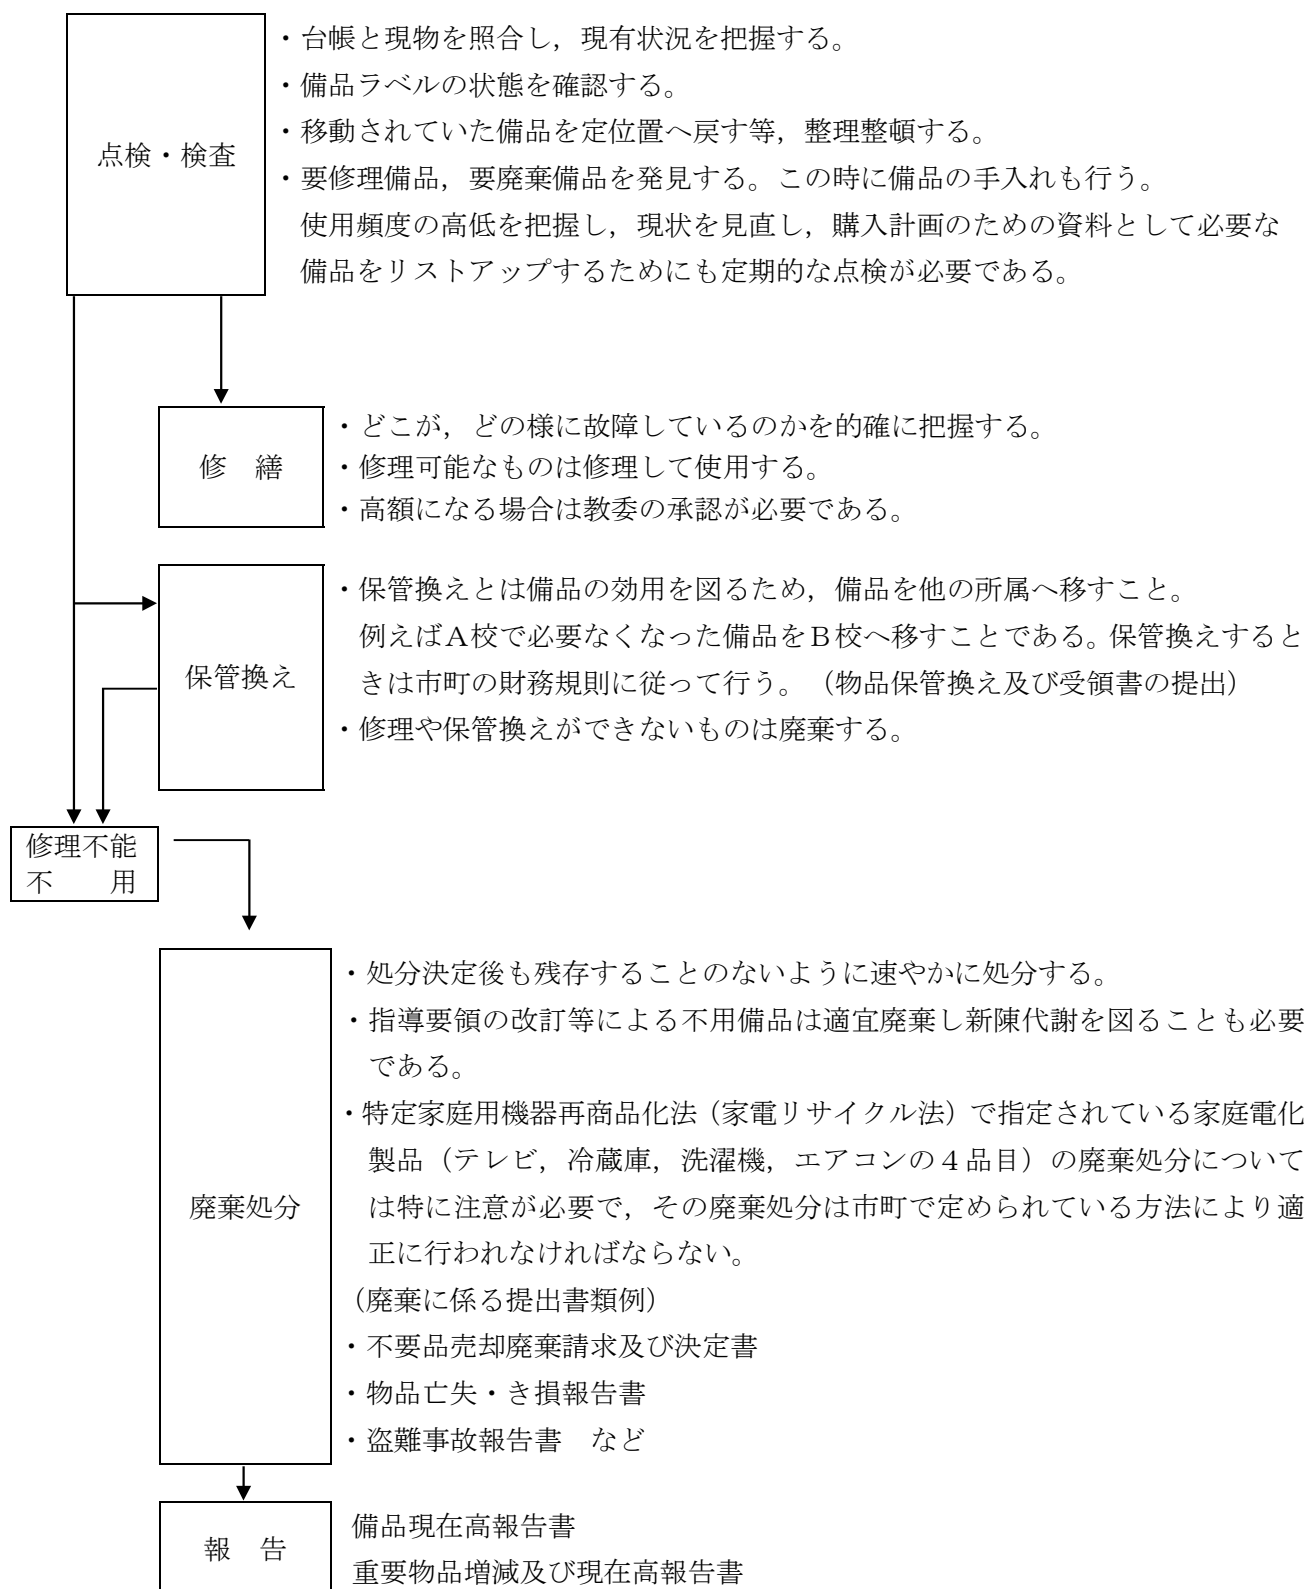 点検・検査
・台帳と現物を照合し，現有状況を把握する。
・備品ラベルの状態を確認する。
・移動されていた備品を定位置へ戻す等，整理整頓する。
・要修理備品，要廃棄備品を発見する。この時に備品の手入れも行う。
使用頻度の高低を把握し，現状を見直し，購入計画のための資料として必要な
備品をリストアップするためにも定期的な点検が必要である。
修　繕
・どこが，どの様に故障しているのかを的確に把握する。
・修理可能なものは修理して使用する。
・高額になる場合は教委の承認が必要である。
保管換え
・保管換えとは備品の効用を図るため，備品を他の所属へ移すこと。
例えばＡ校で必要なくなった備品をＢ校へ移すことである。保管換えすると
きは市町の財務規則に従って行う。（物品保管換え及び受領書の提出）
・修理や保管換えができないものは廃棄する。
修理不能
不　　用
廃棄処分
・処分決定後も残存することのないように速やかに処分する。
・指導要領の改訂等による不用備品は適宜廃棄し新陳代謝を図ることも必要
である。
・特定家庭用機器再商品化法（家電リサイクル法）で指定されている家庭電化
製品（テレビ，冷蔵庫，洗濯機，エアコンの４品目）の廃棄処分について
は特に注意が必要で，その廃棄処分は市町で定められている方法により適
正に行われなければならない。
（廃棄に係る提出書類例）
・不要品売却廃棄請求及び決定書
・物品亡失・き損報告書
・盗難事故報告書　など
報　告
備品現在高報告書
重要物品増減及び現在高報告書